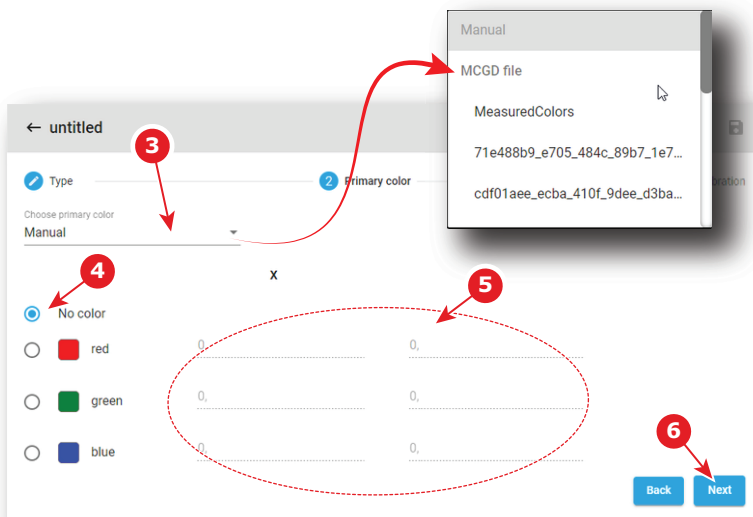 Manual
MCGD file
MeasuredColors
71e488b9_e705_484c_89b7_1e7...
cdf01aee_ecba_410f_9dee_d3ba...
← untitled
3
Type
2 Primary color
bration
Choose primary color
Manual
x
4
5
No color
red 0, 0,
green 0, 0,
blue 0, 0,
6
Back Next